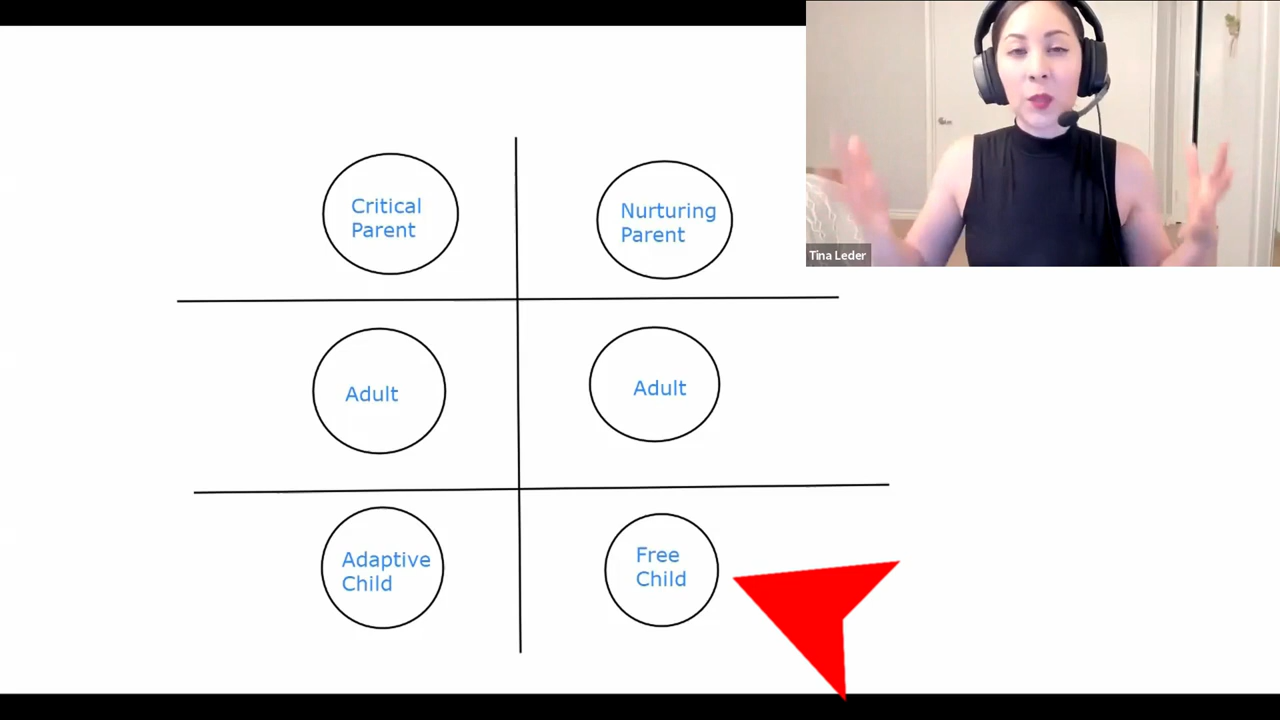 Critical
Parent
Nurturing
Parent
Tina Leder
Adult
Adult
Adaptive
Child
Free
Child